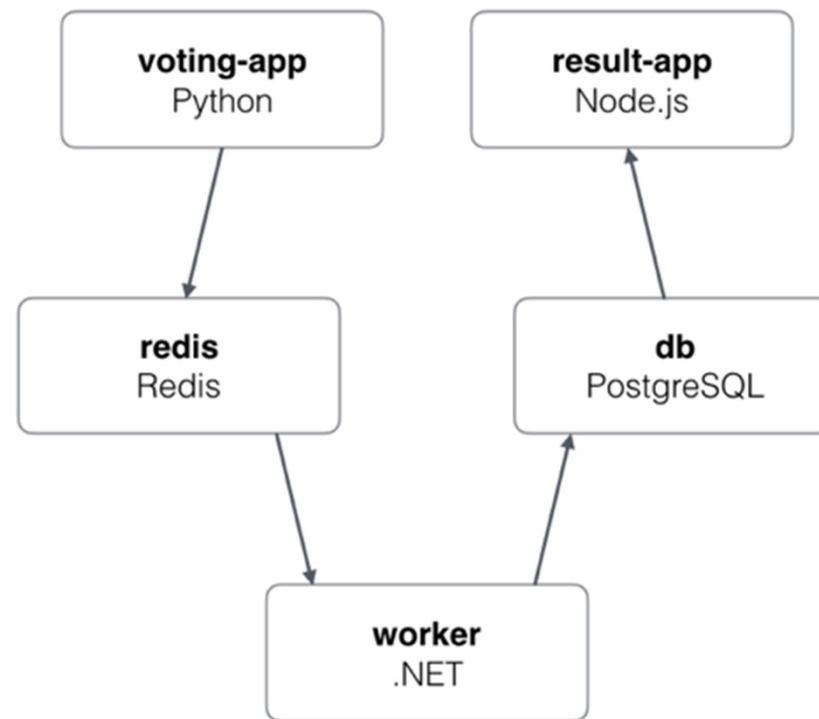 voting-app
Python
result-app
Node.js
redis
Redis
db
PostgreSQL
worker
.NET